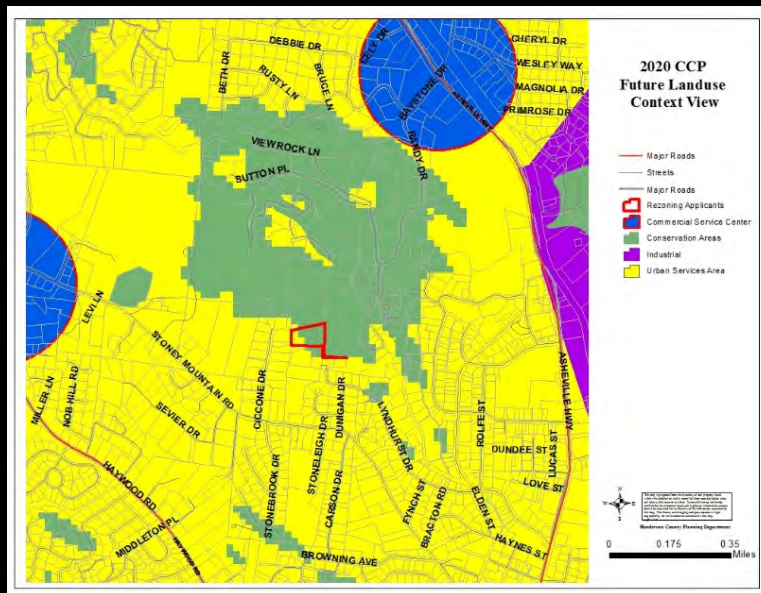 2020 CCP
Future Landuse
Context View
Major Roads
Streets
Major Roads
Rezoning Applicants
Commercial Service Center
Conservation Areas
Industrial
Urban Services Area
DEBBIE DR
CELY DR
CHERYL DR
WESLEY WAY
BETH DR
RUSTY LN
BRUCE LN
BAYSTONE DR
MAGNOLIA DR
PRIMROSE DR
VIEWROCK LN
RANDY DR
SUTTON PL
LEVI LN
STONEY MOUNTAIN RD
MILLER LN
NOB HILL RD
SEVIER DR
CICCONE DR
STONELEIGH DR
DUNIGAN DR
LYNDHURST DR
ROLFE ST
ASHEVILLE HWY
DUNDEE ST
LUCAS ST
LOVE ST
HAYWOOD RD
STONEBROOK DR
CARSON DR
FYNCH ST
BRACTON RD
ELDEN ST
HAYNES ST
MIDDLETON PL
HAYWOOD RD
BROWNING AVE
N
W E
S
Henderson County Planning Department
0 0.175 0.35
Miles